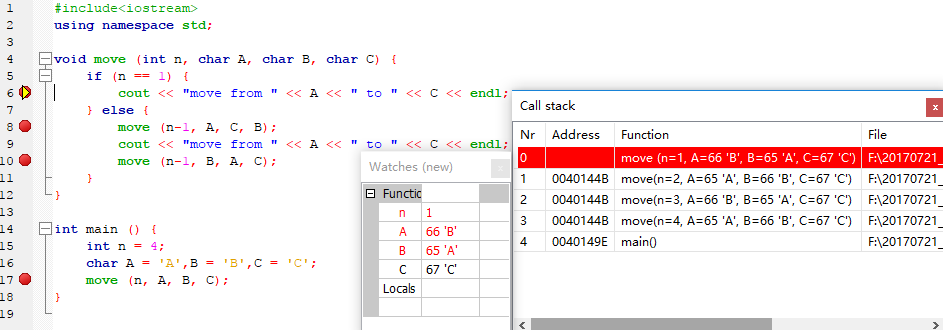 1 #include<iostream>
2 using namespace std;
3
4 void move (int n, char A, char B, char C) {
5 if (n == 1) {
6 cout << "move from " << A << " to " << C << endl;
7 } else {
8 move (n-1, A, C, B);
9 cout << "move from " << A << " to " << C << endl;
10 move (n-1, B, A, C);
11 }
12 }
13
14 int main () {
15 int n = 4;
16 char A = 'A',B = 'B',C = 'C';
17 move (n, A, B, C);
18 }
19
Watches (new)
Functic
n 1
A 66 'B'
B 65 'A'
C 67 'C'
Locals
Call stack
Nr Address Function File
0 move (n=1, A=66 'B', B=65 'A', C=67 'C') F:\20170721_
1 0040144B move(n=2, A=65 'A', B=66 'B', C=67 'C') F:\20170721_
2 0040144B move(n=3, A=66 'B', B=65 'A', C=67 'C') F:\20170721_
3 0040144B move(n=4, A=65 'A', B=66 'B', C=67 'C') F:\20170721_
4 0040149E main() F:\20170721_